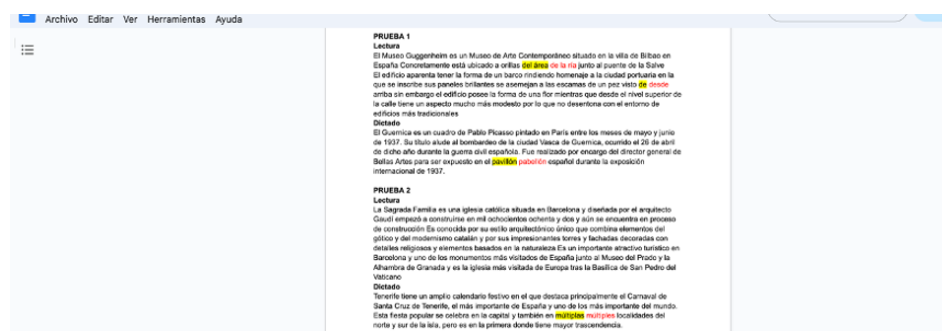 Archivo Editar Ver Herramientas Ayuda
PRUEBA 1
Lectura
El Museo Guggenheim es un Museo de Arte Contemporáneo situado en la villa de Bilbao en
España Concretamente está ubicado a orillas del área de la ría junto al puente de la Salve
El edificio aparenta tener la forma de un barco rindiendo homenaje a la ciudad portuaria en la
que se inscribe sus paneles brillantes se asemejan a las escamas de un pez visto de desde
arriba sin embargo el edificio posee la forma de una flor mientras que desde el nivel superior de
la calle tiene un aspecto mucho más modesto por lo que no desentona con el entorno de
edificios más tradicionales
Dictado
El Guernica es un cuadro de Pablo Picasso pintado en París entre los meses de mayo y junio
de 1937. Su título alude al bombardeo de la ciudad Vasca de Guernica, ocurrido el 26 de abril
de dicho año durante la guerra civil española. Fue realizado por encargo del director general de
Bellas Artes para ser expuesto en el pavillón pabellón español durante la exposición
internacional de 1937.
PRUEBA 2
Lectura
La Sagrada Familia es una iglesia católica situada en Barcelona y diseñada por el arquitecto
Gaudí empezó a construirse en mil ochocientos ochenta y dos y aún se encuentra en proceso
de construcción Es conocida por su estilo arquitectónico único que combina elementos del
gótico y del modernismo catalán y por sus impresionantes torres y fachadas decoradas con
detalles religiosos y elementos basados en la naturaleza Es un importante atractivo turístico en
Barcelona y uno de los monumentos más visitados de España junto al Museo del Prado y la
Alhambra de Granada y es la iglesia más visitada de Europa tras la Basílica de San Pedro del
Vaticano
Dictado
Tenerife tiene un amplio calendario festivo en el que destaca principalmente el Carnaval de
Santa Cruz de Tenerife, el más importante de España y uno de los más importante del mundo.
Esta fiesta popular se celebra en la capital y también en múltiplas múltiples localidades del
norte y sur de la isla, pero es en la primera donde tiene mayor trascendencia.